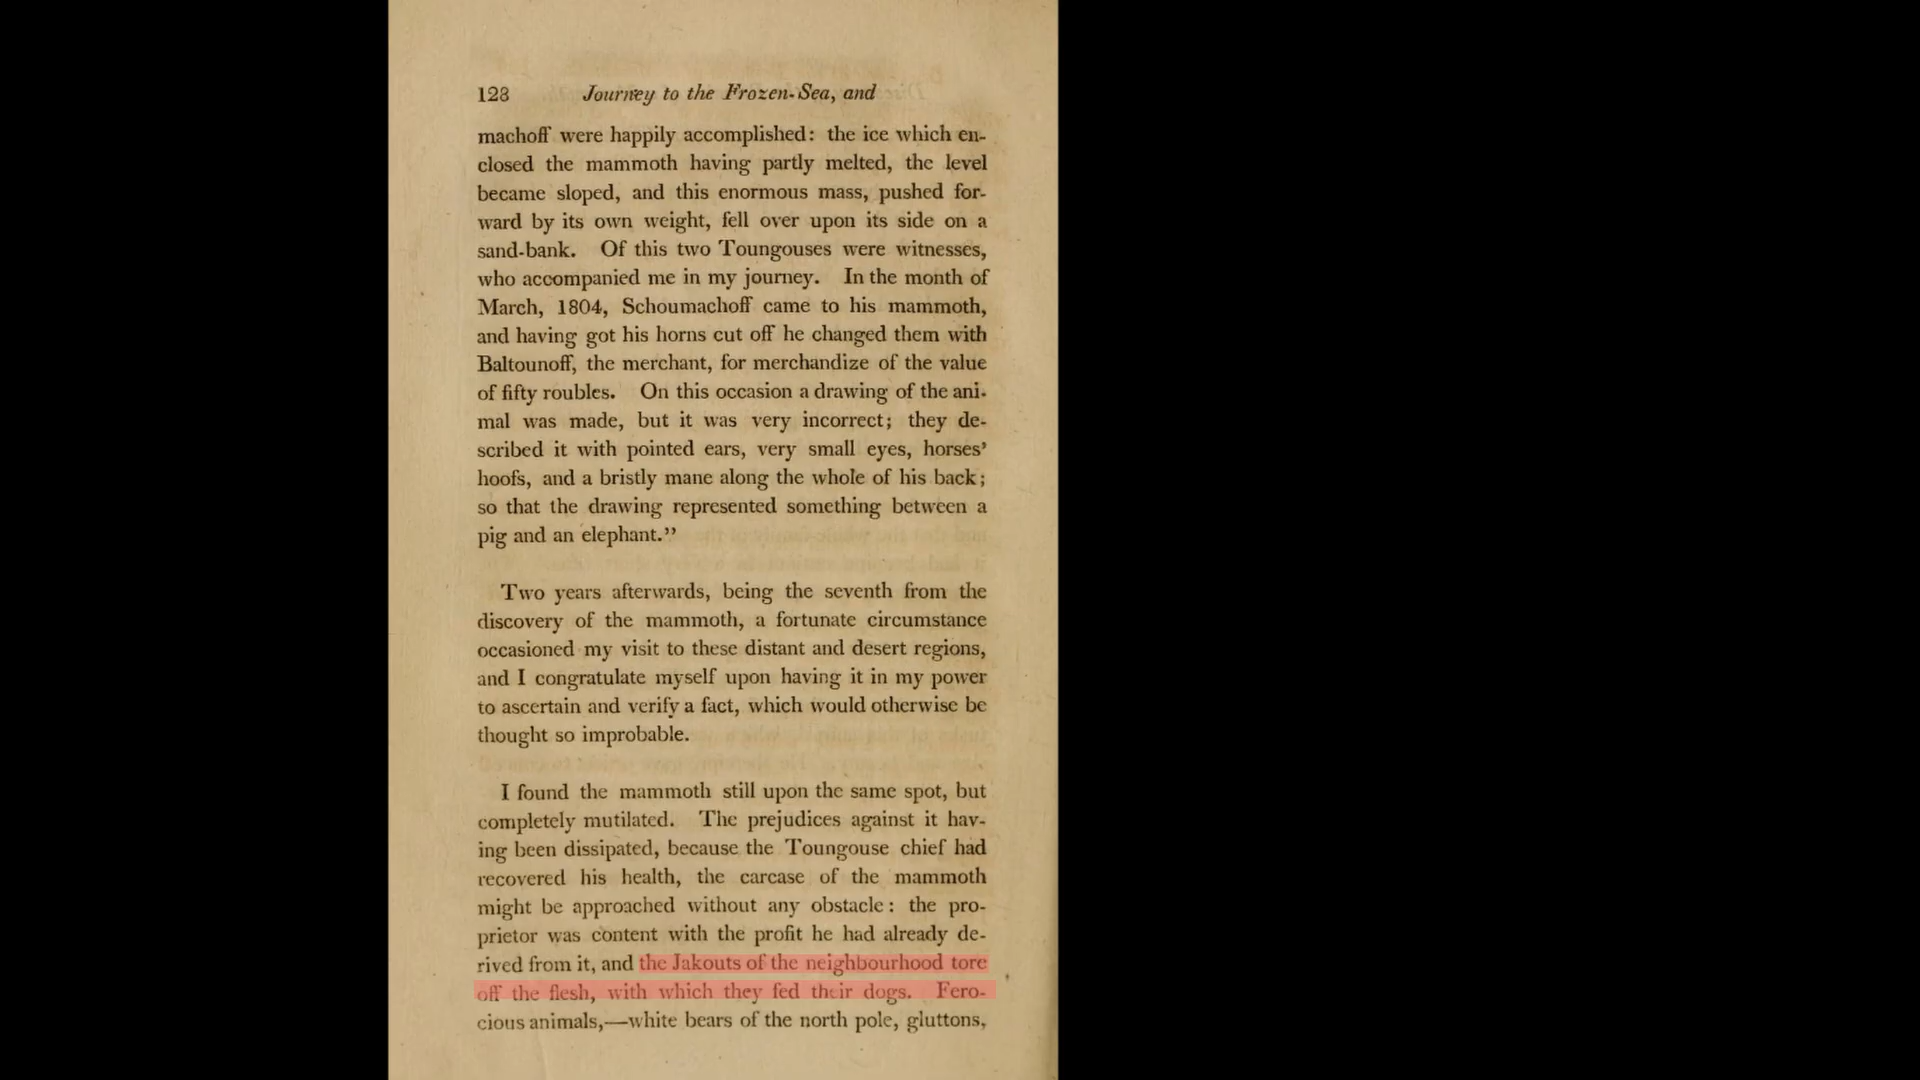 128 Journey to the Frozen-Sea, and
machoff were happily accomplished: the ice which en-
closed the mammoth having partly melted, the level
became sloped, and this enormous mass, pushed for-
ward by its own weight, fell over upon its side on a
sand-bank. Of this two Toungouses were witnesses,
who accompanied me in my journey. In the month of
March, 1804, Schoumachoff came to his mammoth,
and having got his horns cut off he changed them with
Baltounoff, the merchant, for merchandize of the value
of fifty roubles. On this occasion a drawing of the ani-
mal was made, but it was very incorrect; they de-
scribed it with pointed ears, very small eyes, horses'
hoofs, and a bristly mane along the whole of his back;
so that the drawing represented something between a
pig and an elephant."
Two years afterwards, being the seventh from the
discovery of the mammoth, a fortunate circumstance
occasioned my visit to these distant and desert regions,
and I congratulate myself upon having it in my power
to ascertain and verify a fact, which would otherwise be
thought so improbable.
I found the mammoth still upon the same spot, but
completely mutilated. The prejudices against it hav-
ing been dissipated, because the Toungouse chief had
recovered his health, the carcase of the mammoth
might be approached without any obstacle: the pro-
prietor was content with the profit he had already de-
rived from it, and the Jakouts of the neighbourhood tore
off the flesh, with which they fed their dogs. Fero-
cious animals,—white bears of the north pole, gluttons,